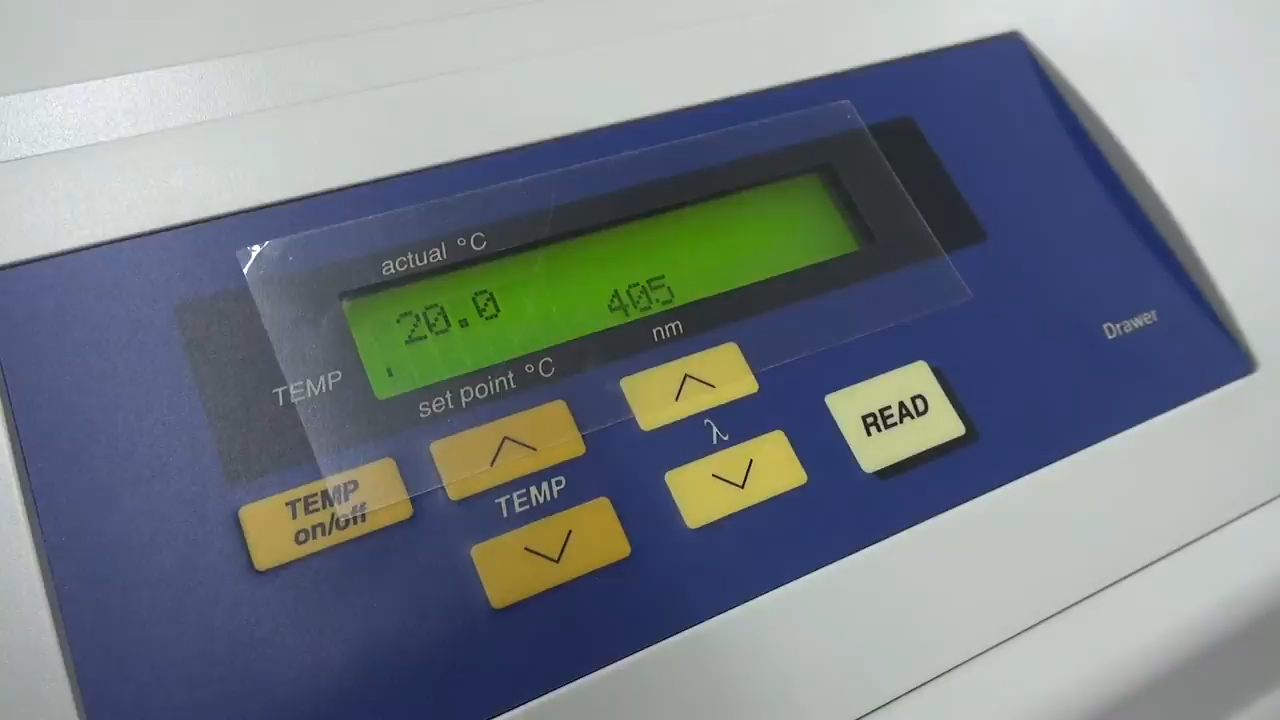 actual °C
20.0 405
TEMP
set point °C
nm
λ
TEMP
on/off
TEMP
READ
Drawer